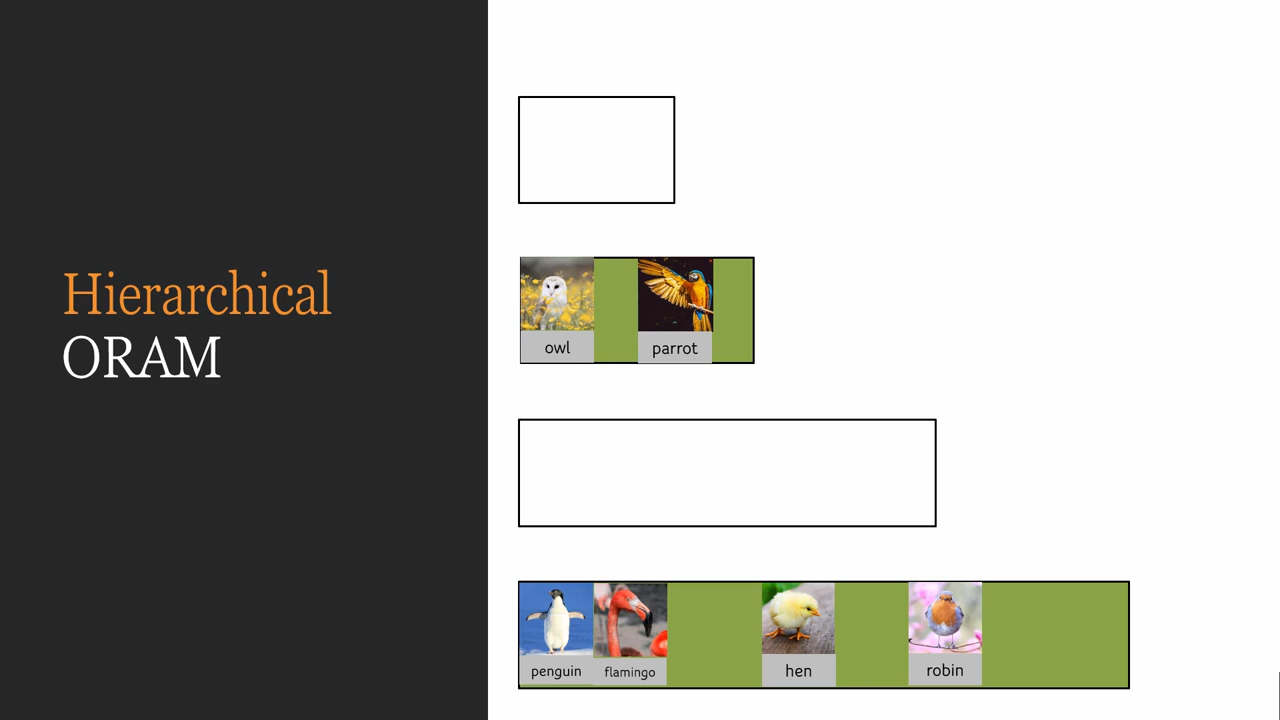 Hierarchical
ORAM
owl
parrot
penguin
flamingo
hen
robin